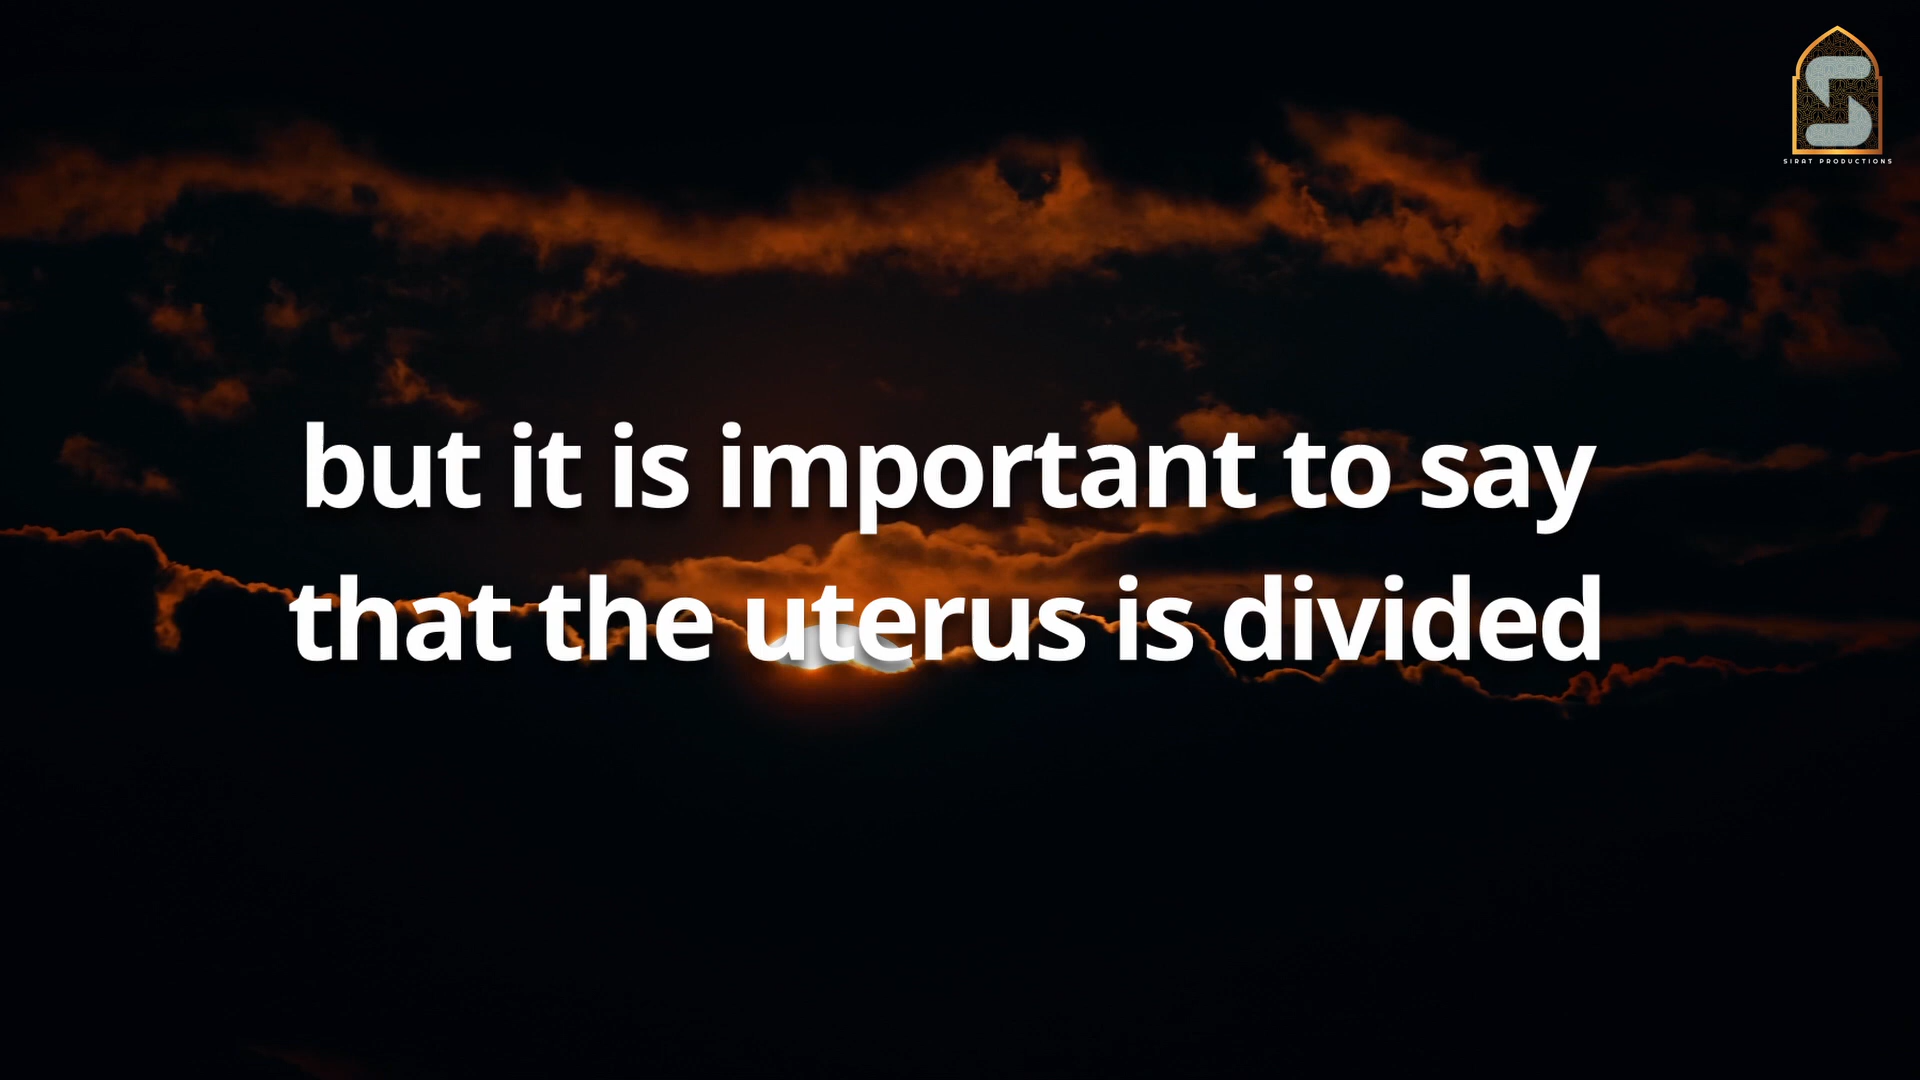 SIRAT PRODUCTIONS
but it is important to say
that the uterus is divided